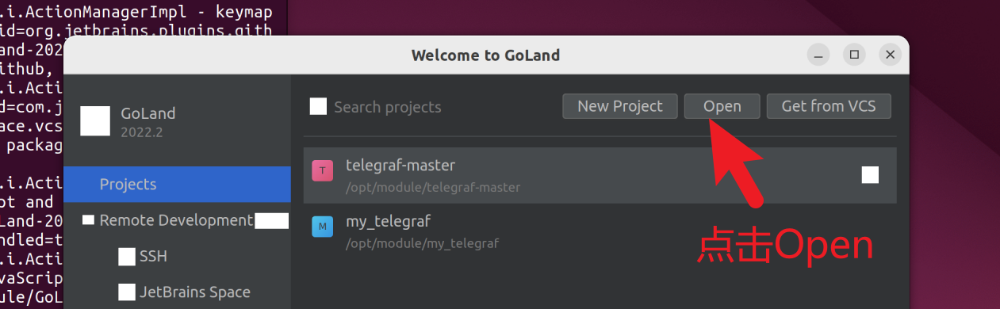 .i.ActionManagerImpl - keymap
id=org.jetbrains.plugins.gith
and-202
ithub,
.i.Acti
d=com.j
ace.vcs
packag
.i.Acti
pt and
Land-20
ndled=t
.i.Acti
vaScrip
ule/GoL
Welcome to GoLand
GoLand
2022.2
Search projects
New Project
Open
Get from VCS
Projects
Remote Development
SSH
JetBrains Space
T
telegraf-master
/opt/module/telegraf-master
M
my_telegraf
/opt/module/my_telegraf
点击Open